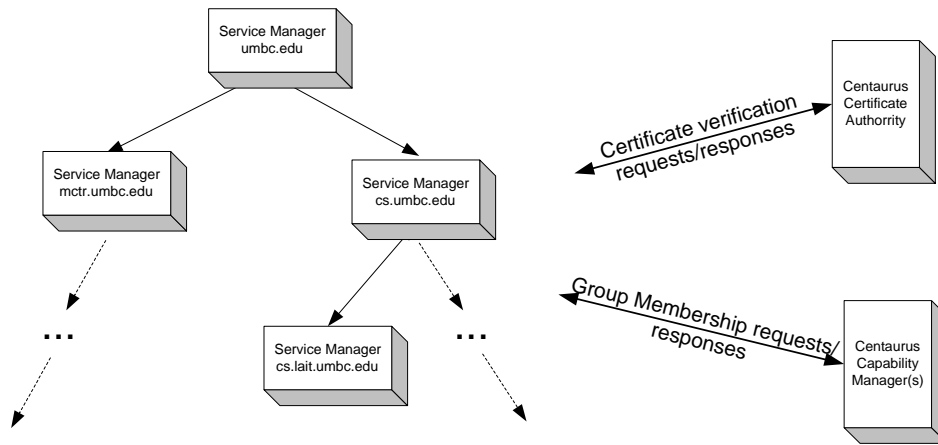 Service Manager
umbc.edu
Centaurus
Certificate
Authorrity
Certificate verification
requests/responses
Service Manager
mctr.umbc.edu
Service Manager
cs.umbc.edu
Group Membership requests/
responses
...
...
Service Manager
cs.lait.umbc.edu
Centaurus
Capability
Manager(s)